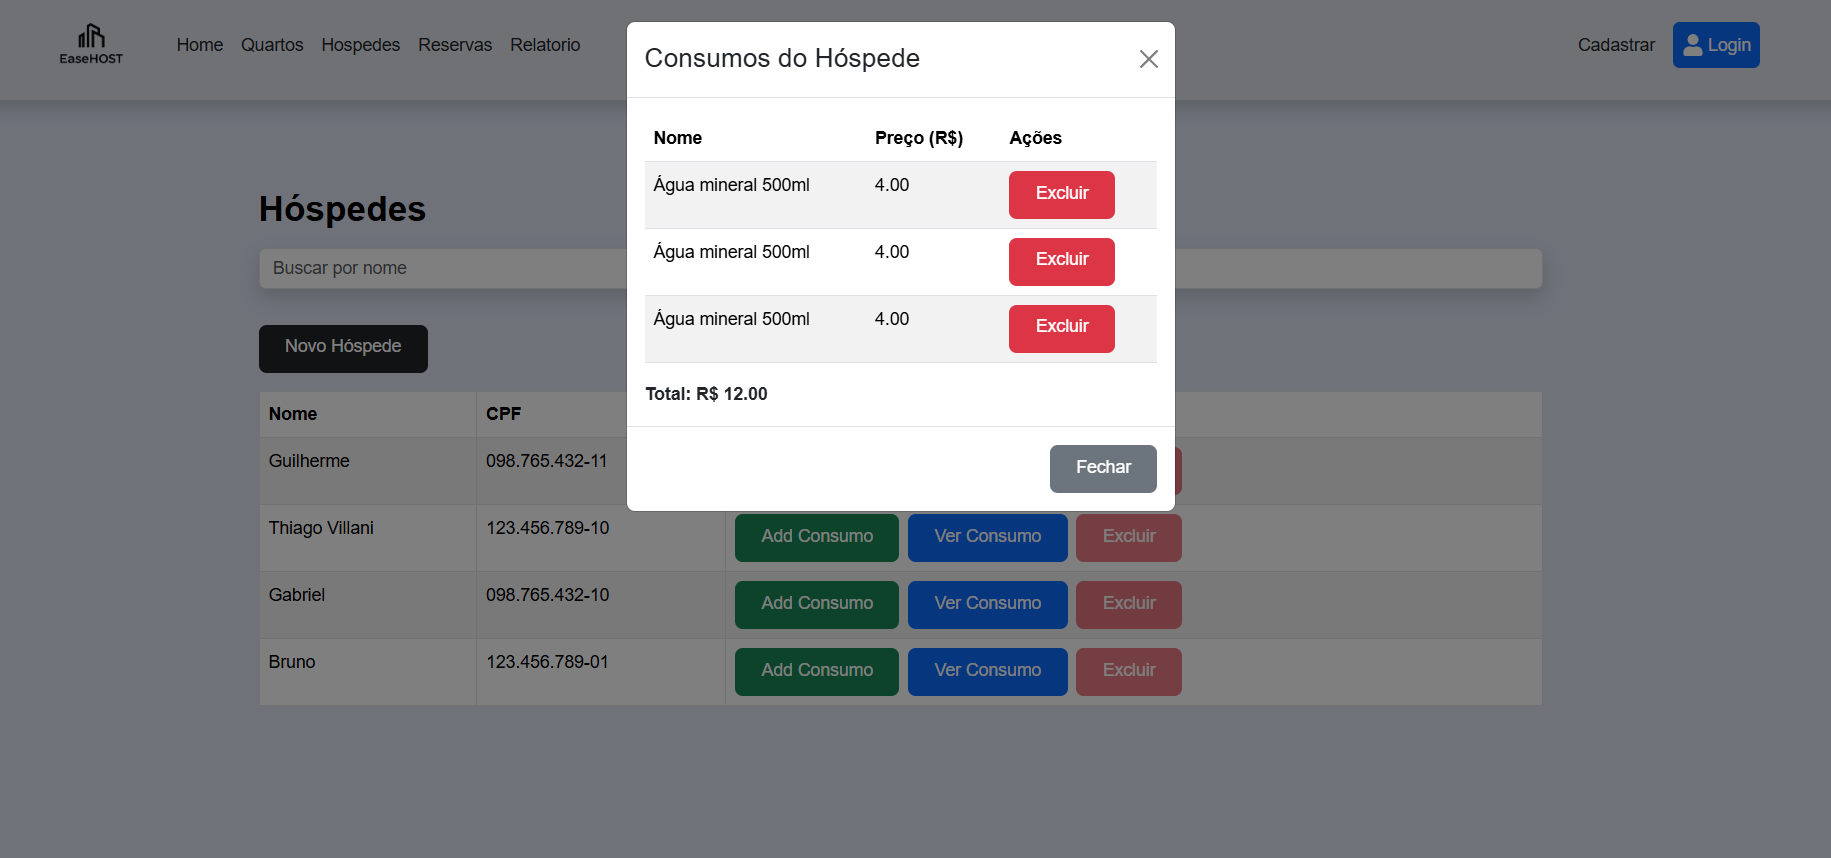 EaseHOST
Home Quartos Hospedes Reservas Relatorio
Cadastrar Login
Consumos do Hóspede
Nome Preço (R$) Ações
Água mineral 500ml 4.00 Excluir
Água mineral 500ml 4.00 Excluir
Água mineral 500ml 4.00 Excluir
Total: R$ 12.00
Fechar
Hóspedes
Buscar por nome
Novo Hóspede
Nome CPF
Guilherme 098.765.432-11
Thiago Villani 123.456.789-10 Add Consumo Ver Consumo Excluir
Gabriel 098.765.432-10 Add Consumo Ver Consumo Excluir
Bruno 123.456.789-01 Add Consumo Ver Consumo Excluir